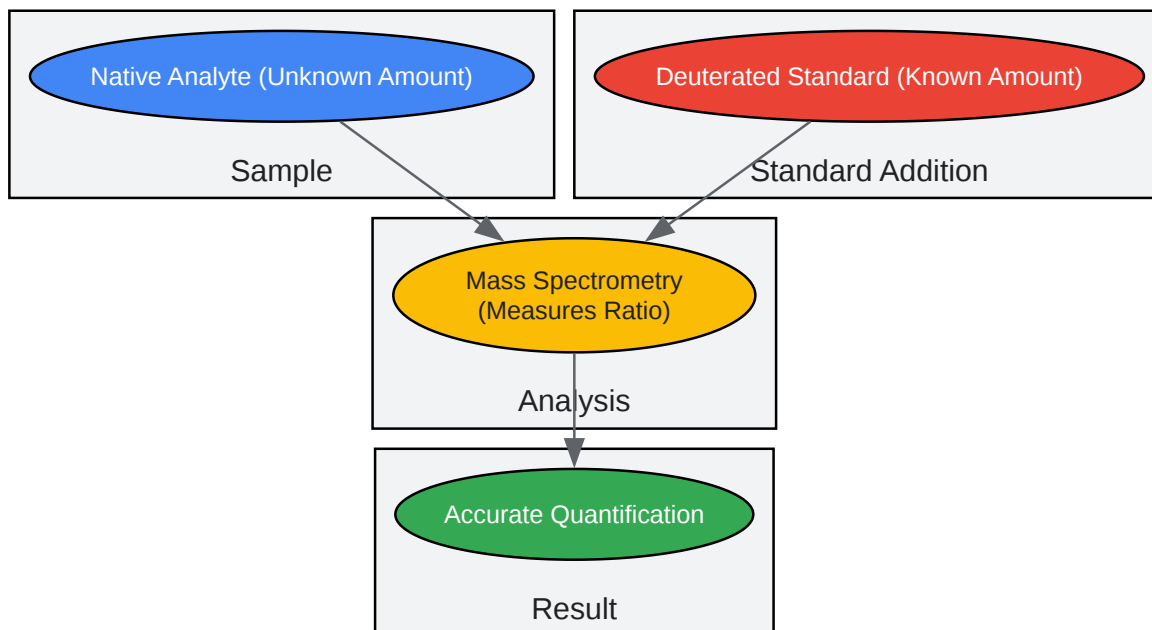 Native Analyte (Unknown Amount)
Sample
Deuterated Standard (Known Amount)
Standard Addition
Mass Spectrometry
(Measures Ratio)
Analysis
Accurate Quantification
Result